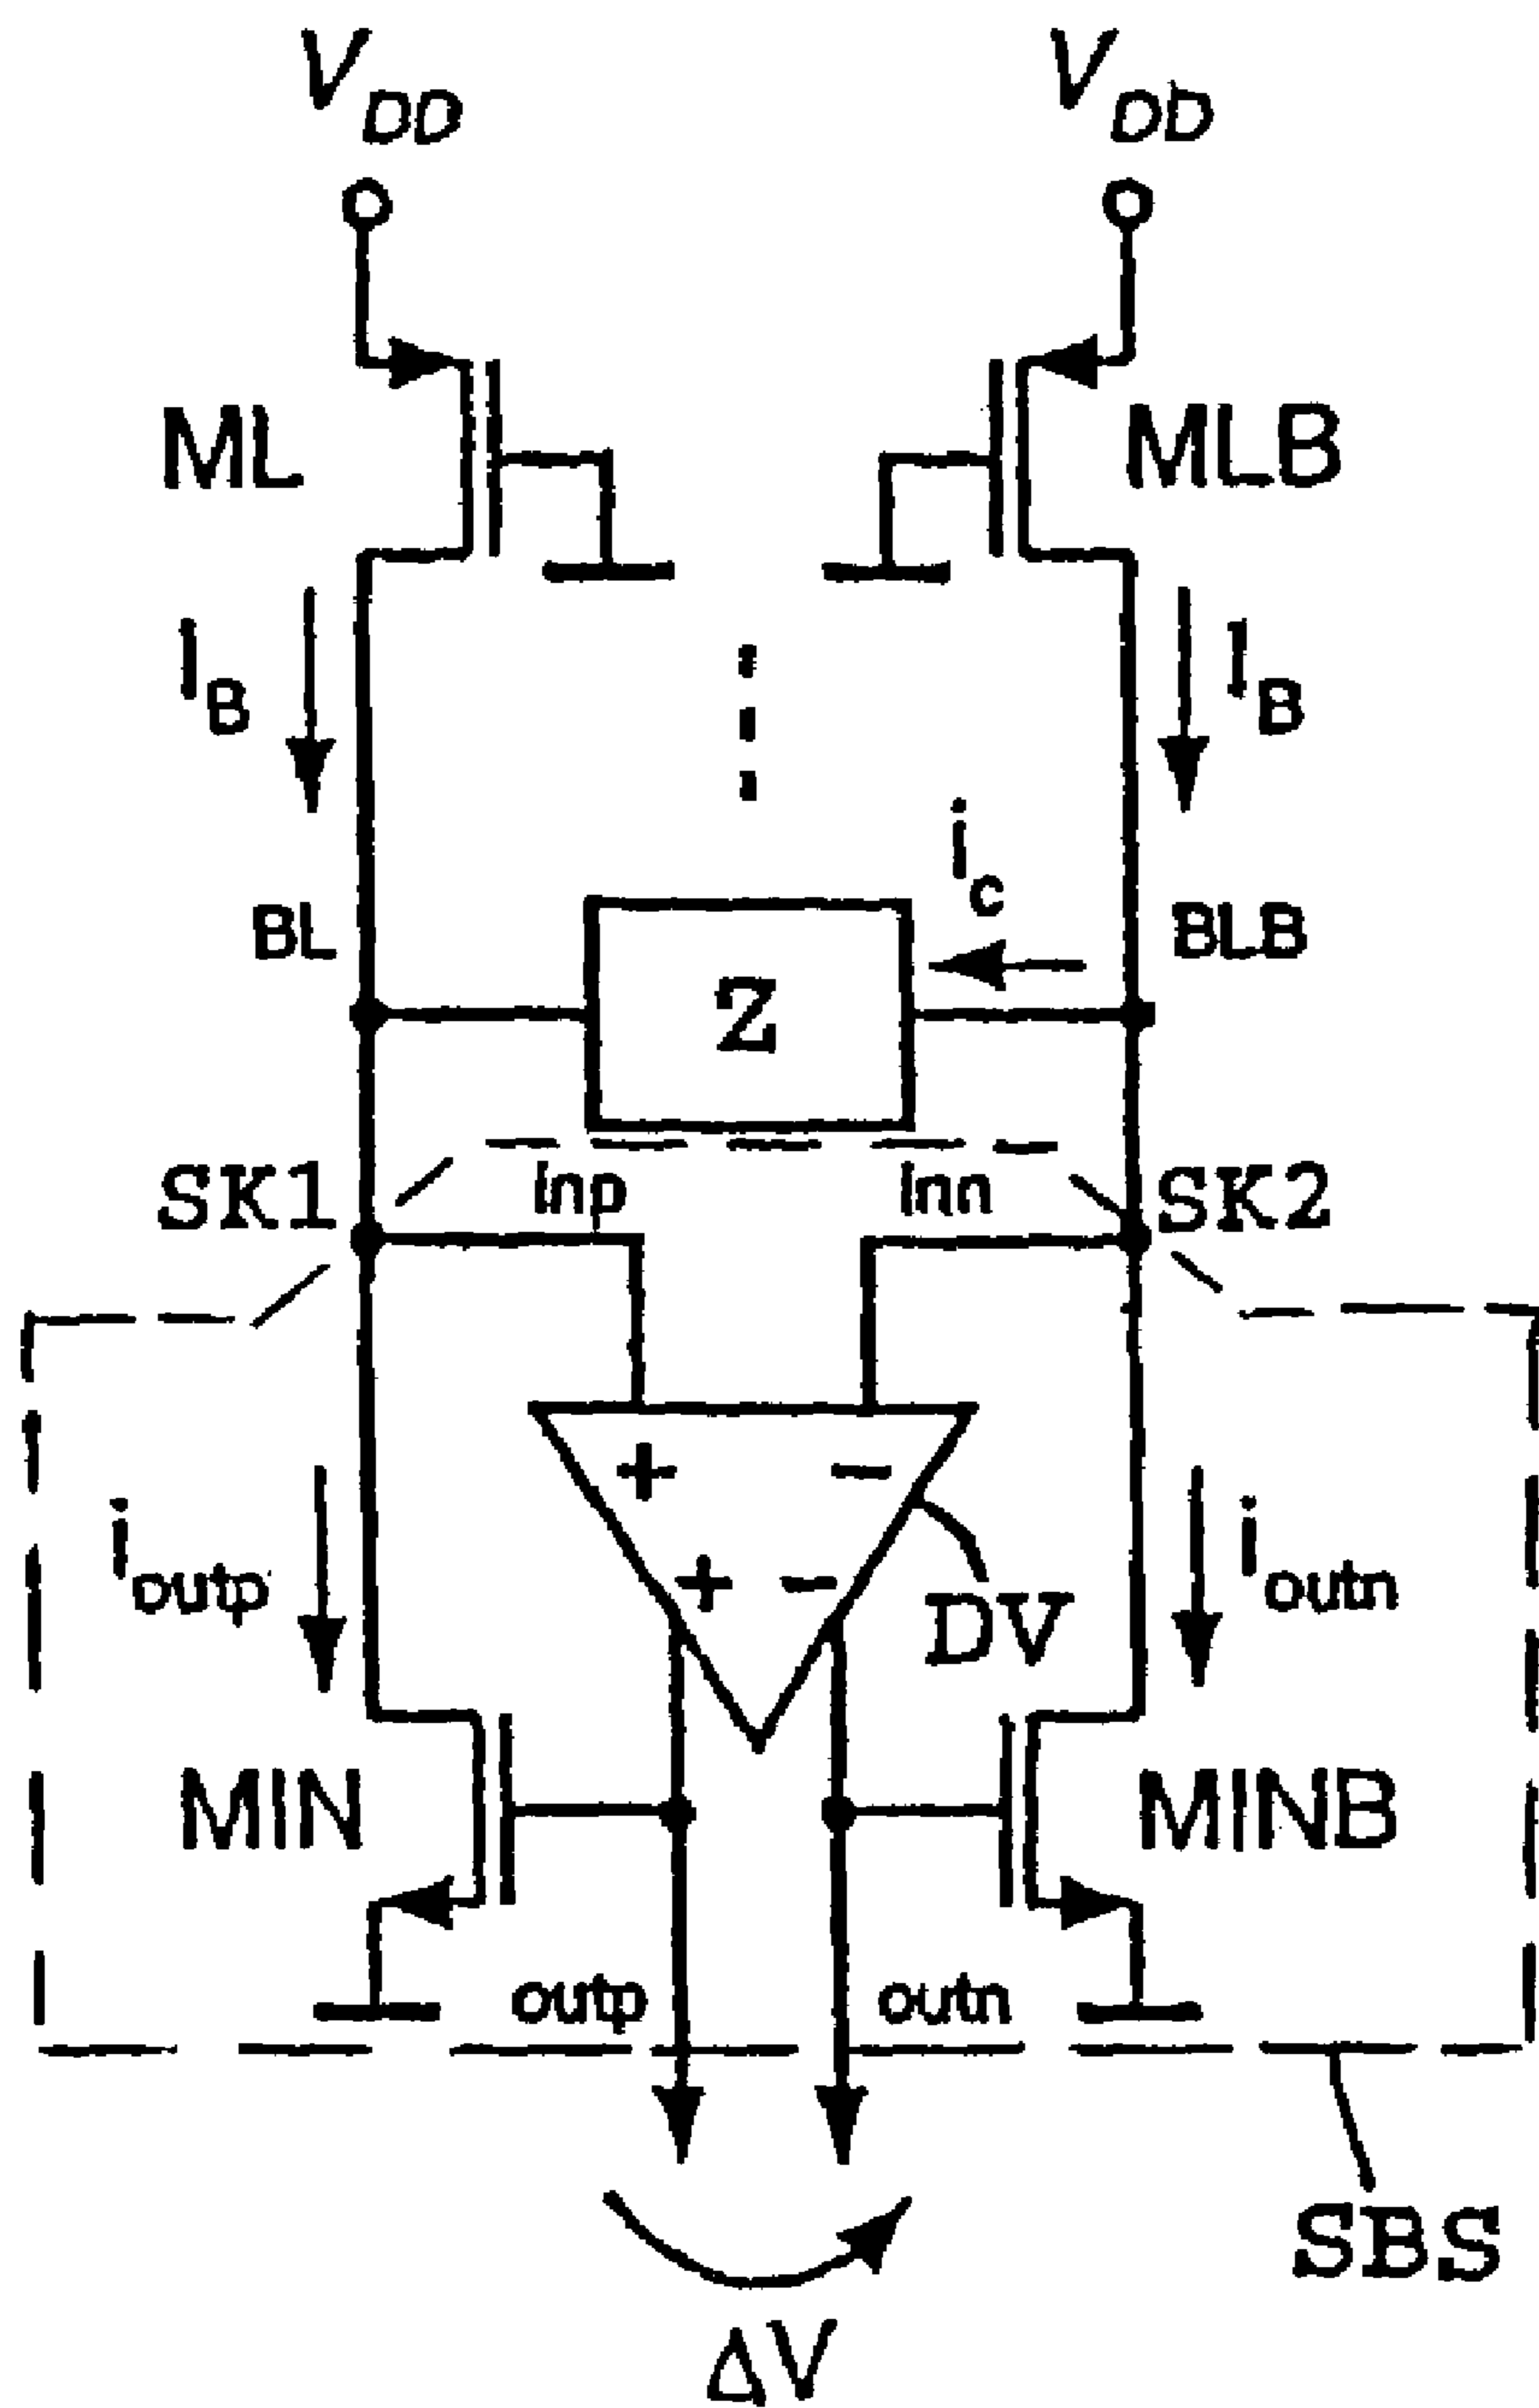 VDD VDD
ML MLB
IB IB
ic
BL BLB
Z
SK1 inp inn SK2
+ −
ioutp + − ioutn
DV
MIN MINB
outp outn
SBS
ΔV